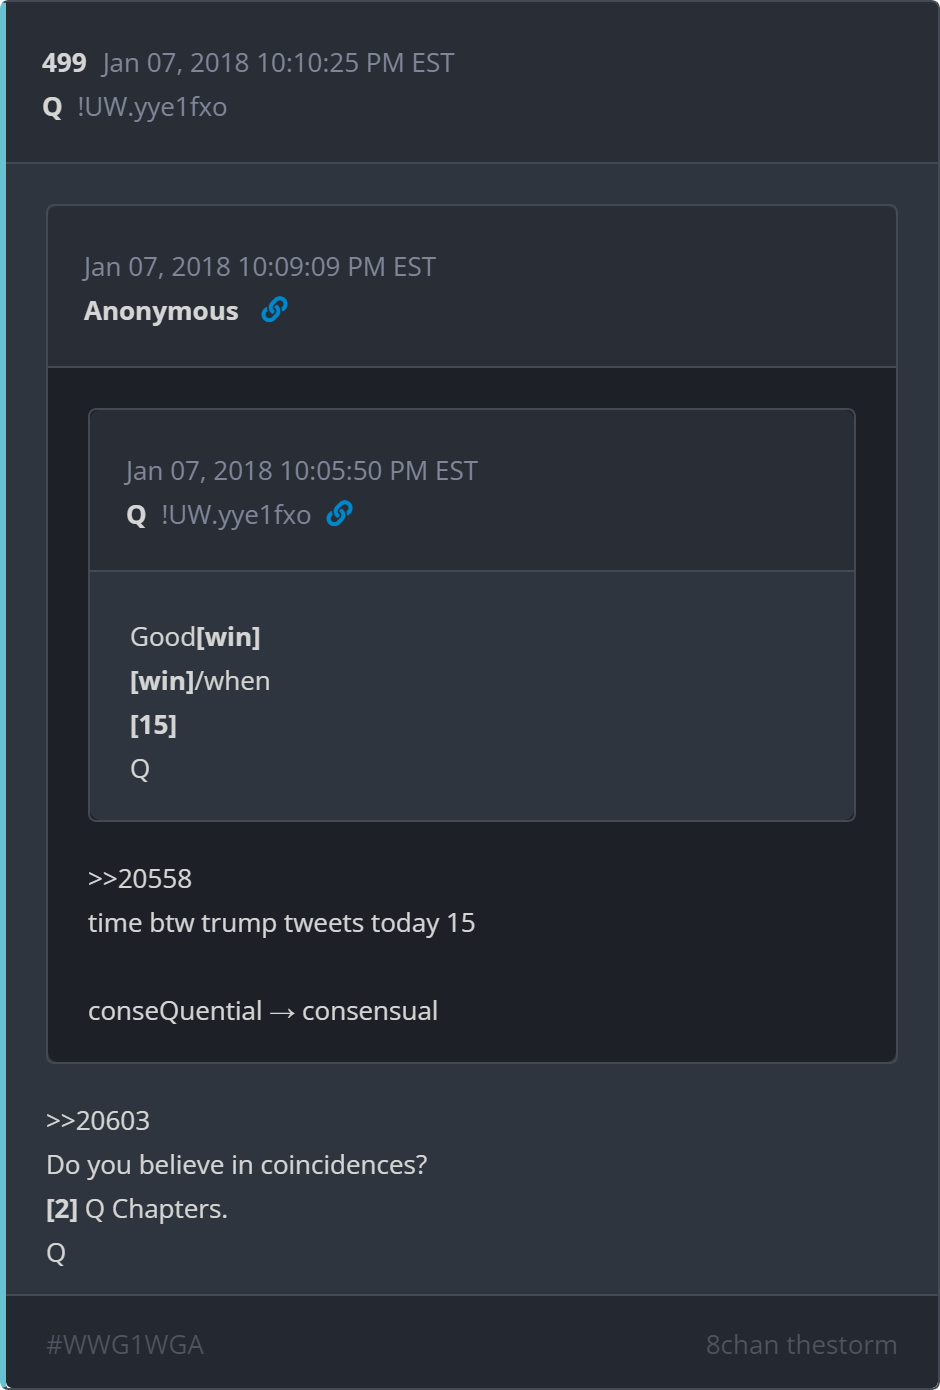 499 Jan 07, 2018 10:10:25 PM EST
Q !UW.yye1fxo
Jan 07, 2018 10:09:09 PM EST
Anonymous
Jan 07, 2018 10:05:50 PM EST
Q !UW.yye1fxo
Good[win]
[win]/when
[15]
Q
>>20558
time btw trump tweets today 15
conseQuential → consensual
>>20603
Do you believe in coincidences?
[2] Q Chapters.
Q
#WWG1WGA 8chan thestorm